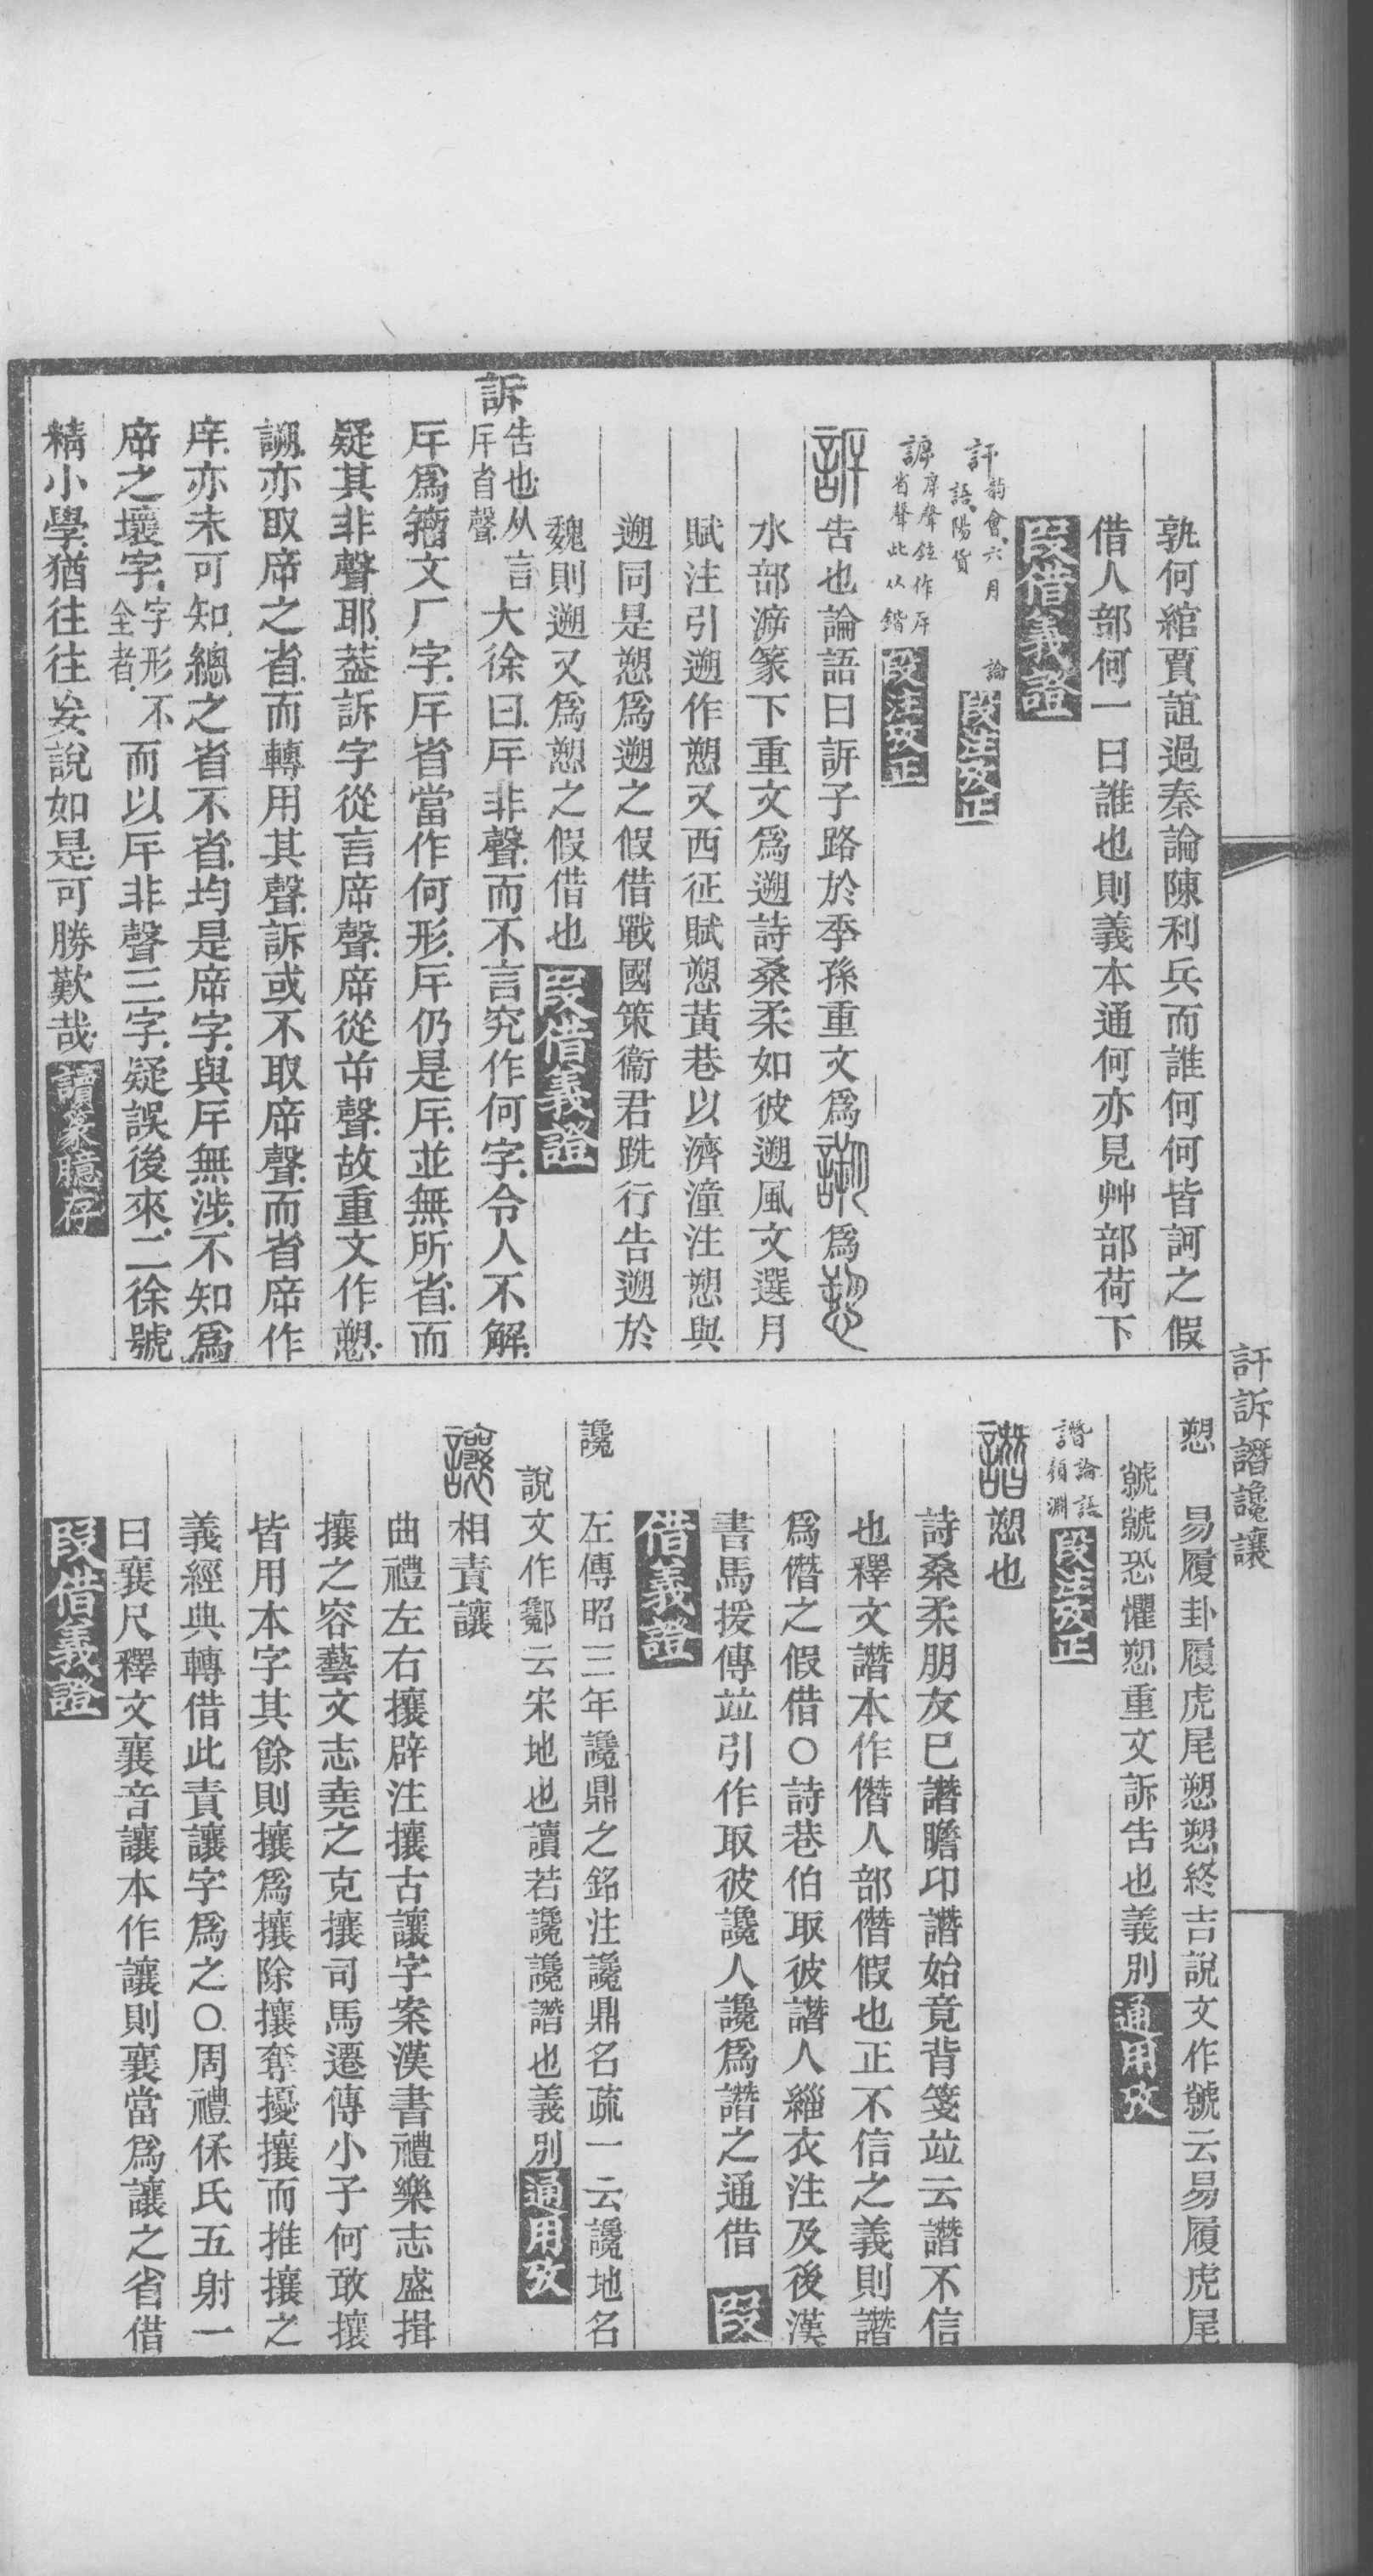 孰何綰賈誼過秦論陳利兵而誰何何皆訶之假
借人部何一曰誰也則義本通何亦見艸部荷下
段借義證
訐 韵會六月 論語陽貨 段注攷正
段注攷正
訴 告也論語曰訴子路於季孫重文爲 爲
水部㴑篆下重文爲遡詩桑柔如彼遡風文選月
賦注引遡作愬又西征賦愬黃巷以濟潼注愬與
遡同是愬爲遡之假借戰國策衞君跣行告遡於
魏則遡又爲愬之假借也 段借義證
訴 告也从言 斥省聲 大徐曰斥非聲而不言究作何字令人不解
斥爲籀文厂字斥省當作何形斥仍是斥並無所省而
疑其非聲耶葢訴字從言㡿聲㡿從屰聲故重文作愬
謭亦取㡿之省而轉用其聲訴或不取㡿聲而省㡿作
斥亦未可知總之省不省均是㡿字與斥無涉不知爲
㡿之壞字 字形不全者 而以斥非聲三字疑誤後來二徐號
精小學猶往往妄說如是可勝歎哉 讀篆臆存
訐訴譖讒讓
愬 易履卦履虎尾愬愬終吉說文作虩云易履虎尾
虩虩恐懼愬重文訴告也義別 通用攷
譖 論語顏淵 段注攷正
譖 愬也
詩桑柔朋友已譖瞻卬譖始竟背箋竝云譖不信
也釋文譖本作僭人部僭假也正不信之義則譖
爲僭之假借○詩巷伯取彼譖人緇衣注及後漢
書馬援傳竝引作取彼讒人讒爲譖之通借 段
借義證
讒 左傳昭三年讒鼎之銘注讒鼎名疏一云讒地名
說文作酁云宋地也讀若讒讒譖也義別 通用攷
讓 相責讓
曲禮左右攘辟注攘古讓字案漢書禮樂志盛揖
攘之容藝文志堯之克攘司馬遷傳小子何敢攘
皆用本字其餘則攘爲攘除攘奪擾攘而推攘之
義經典轉借此責讓字爲之○周禮保氏五射一
曰襄尺釋文襄音讓本作讓則襄當爲讓之省借
段借義證